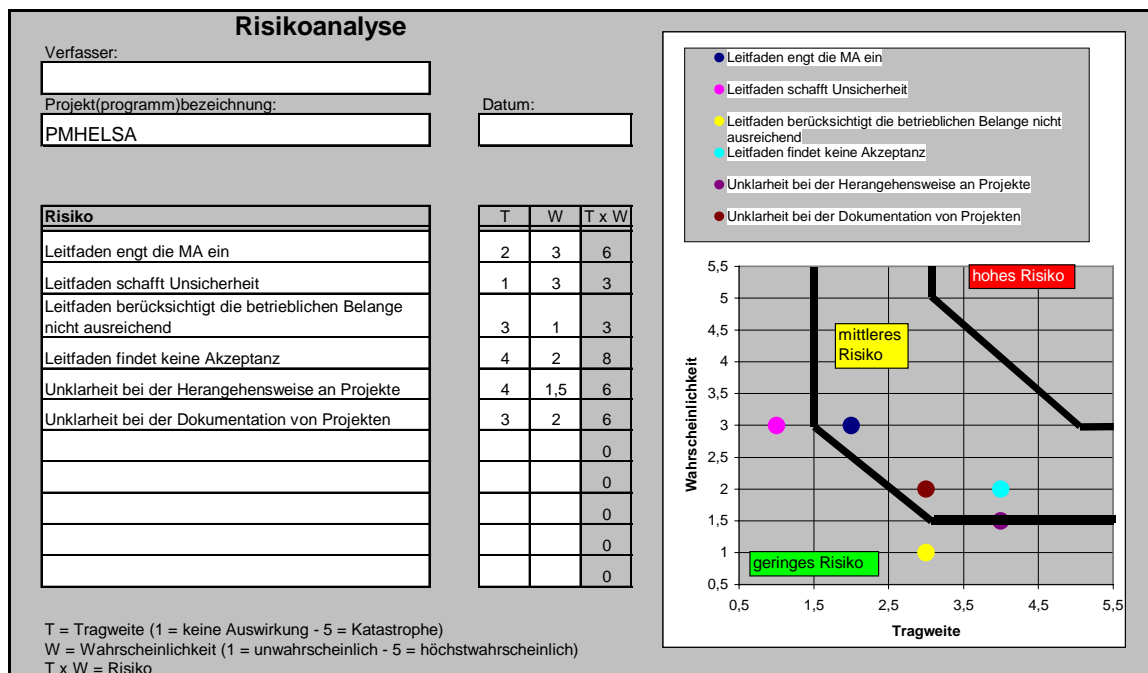 Risikoanalyse
Verfasser:
Projekt(programm)bezeichnung:
Datum:
PMHELSA
Risiko T W T x W
Leitfaden engt die MA ein 2 3 6
Leitfaden schafft Unsicherheit 1 3 3
Leitfaden berücksichtigt die betrieblichen Belange
nicht ausreichend 3 1 3
Leitfaden findet keine Akzeptanz 4 2 8
Unklarheit bei der Herangehensweise an Projekte 4 1,5 6
Unklarheit bei der Dokumentation von Projekten 3 2 6
0
0
0
0
0
T = Tragweite (1 = keine Auswirkung - 5 = Katastrophe)
W = Wahrscheinlichkeit (1 = unwahrscheinlich - 5 = höchstwahrscheinlich)
T x W = Risiko
Leitfaden engt die MA ein
Leitfaden schafft Unsicherheit
Leitfaden berücksichtigt die betrieblichen Belange nicht
ausreichend
Leitfaden findet keine Akzeptanz
Unklarheit bei der Herangehensweise an Projekte
Unklarheit bei der Dokumentation von Projekten
Wahrscheinlichkeit
5,5
5
4,5
4
3,5
3
2,5
2
1,5
1
0,5
hohes Risiko
mittleres
Risiko
geringes Risiko
0,5 1,5 2,5 3,5 4,5 5,5
Tragweite